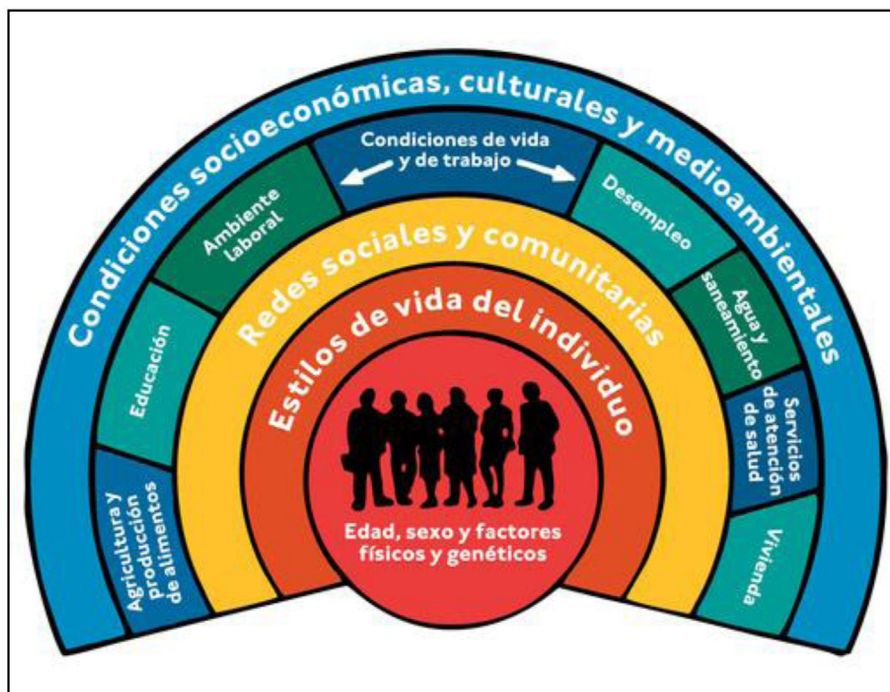 Condiciones socioeconómicas, culturales y medioambientales
Condiciones de vida
y de trabajo
Ambiente
laboral
Desempleo
Educación
Agua y
saneamiento
Agricultura y
producción
de alimentos
Servicios
de atención
de salud
Vivienda
Redes sociales y comunitarias
Estilos de vida del individuo
Edad, sexo y factores
físicos y genéticos